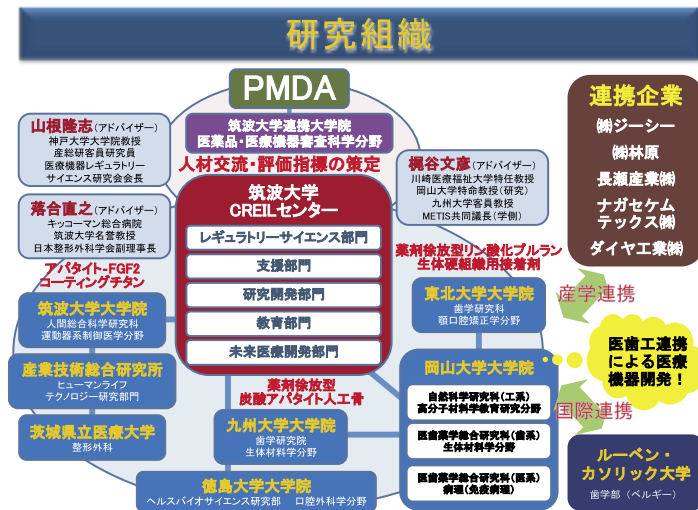 研究組織
PMDA
筑波大学連携大学院
医薬品・医療機器審査科学分野
人材交流・評価指標の策定
山根隆志(アドバイザー)
神戸大学大学院教授
産総研客員研究員
医療機器レギュラトリー
サイエンス研究会会長
落合直之(アドバイザー)
キッコーマン総合病院
筑波大学名誉教授
日本整形外科学会副理事長
梶谷文彦(アドバイザー)
川崎医療福祉大学特任教授
岡山大学特命教授(研究)
九州大学客員教授
METIS共同議長(学側)
筑波大学
CREILセンター
レギュラトリーサイエンス部門
支援部門
研究開発部門
教育部門
未来医療開発部門
アパタイト-FGF2
コーティングチタン
筑波大学大学院
人間総合科学研究科
運動器系制御医学分野
産業技術総合研究所
ヒューマンライフ
テクノロジー研究部門
茨城県立医療大学
整形外科
薬剤徐放型
炭酸アパタイト人工骨
九州大学大学院
歯学研究院
生体材料学分野
徳島大学大学院
ヘルスバイオサイエンス研究部 口腔外科学分野
薬剤徐放型リン酸化プルラン
生体硬組織用接着剤
東北大学大学院
歯学研究科
顎口腔矯正学分野
岡山大学大学院
自然科学研究科(工系)
高分子材料学教育研究分野
医歯薬学総合研究科(歯系)
生体材料学分野
医歯薬学総合研究科(医系)
病理(免疫病理)
連携企業
㈱ジーシー
㈱林原
長瀬産業㈱
ナガセケム
テックス㈱
ダイヤ工業㈱
産学連携
医歯工連携
による医療
機器開発！
国際連携
ルーベン・
カソリック大学
歯学部(ベルギー)